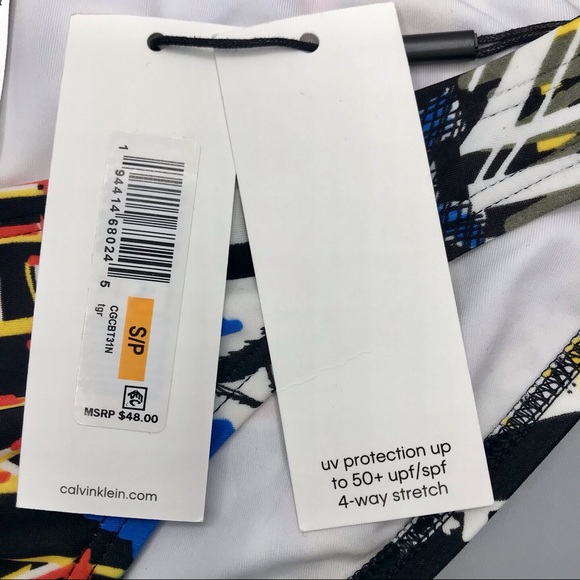 1 94414 68024 5
CGCBT31N
tgr
S/P
MSRP $48.00
calvinklein.com
uv protection up
to 50+ upf/spf
4-way stretch